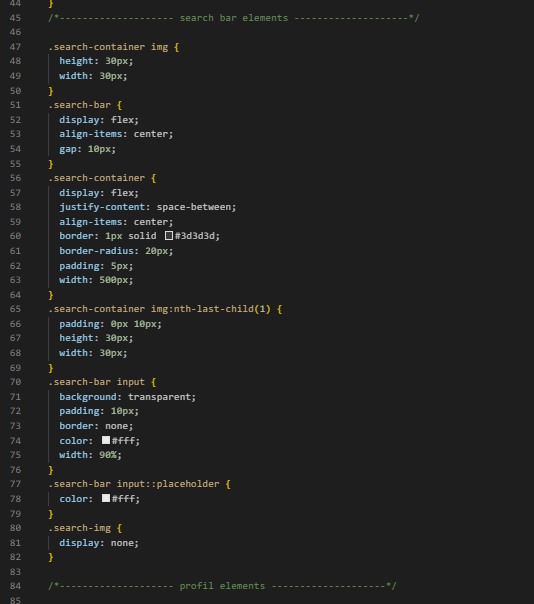 44 }
45 /*-------------------- search bar elements --------------------*/
46
47 .search-container img {
48 height: 30px;
49 width: 30px;
50 }
51 .search-bar {
52 display: flex;
53 align-items: center;
54 gap: 10px;
55 }
56 .search-container {
57 display: flex;
58 justify-content: space-between;
59 align-items: center;
60 border: 1px solid #3d3d3d;
61 border-radius: 20px;
62 padding: 5px;
63 width: 500px;
64 }
65 .search-container img:nth-last-child(1) {
66 padding: 0px 10px;
67 height: 30px;
68 width: 30px;
69 }
70 .search-bar input {
71 background: transparent;
72 padding: 10px;
73 border: none;
74 color: #fff;
75 width: 90%;
76 }
77 .search-bar input::placeholder {
78 color: #fff;
79 }
80 .search-img {
81 display: none;
82 }
83
84 /*-------------------- profil elements --------------------*/
85